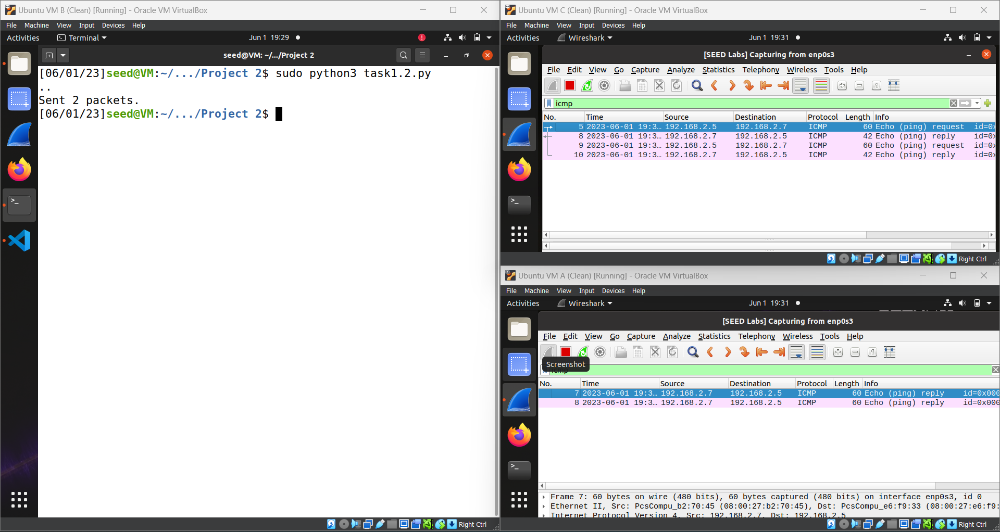 Ubuntu VM B (Clean) [Running] - Oracle VM VirtualBox
File Machine View Input Devices Help
Activities Terminal Jun 1 19:29
seed@VM: ~/.../Project 2
[06/01/23]seed@VM:~/.../Project 2$ sudo python3 task1.2.py
..
Sent 2 packets.
[06/01/23]seed@VM:~/.../Project 2$
Right Ctrl
Ubuntu VM C (Clean) [Running] - Oracle VM VirtualBox
File Machine View Input Devices Help
Activities Wireshark Jun 1 19:31
[SEED Labs] Capturing from enp0s3
File Edit View Go Capture Analyze Statistics Telephony Wireless Tools Help
icmp
No. Time Source Destination Protocol Length Info
5 2023-06-01 19:3… 192.168.2.5 192.168.2.7 ICMP 60 Echo (ping) request id=0x
8 2023-06-01 19:3… 192.168.2.7 192.168.2.5 ICMP 42 Echo (ping) reply id=0x
9 2023-06-01 19:3… 192.168.2.5 192.168.2.7 ICMP 60 Echo (ping) request id=0x
10 2023-06-01 19:3… 192.168.2.7 192.168.2.5 ICMP 42 Echo (ping) reply id=0x
Right Ctrl
Ubuntu VM A (Clean) [Running] - Oracle VM VirtualBox
File Machine View Input Devices Help
Activities Wireshark Jun 1 19:31
[SEED Labs] Capturing from enp0s3
File Edit View Go Capture Analyze Statistics Telephony Wireless Tools Help
Screenshot
icmp
No. Time Source Destination Protocol Length Info
7 2023-06-01 19:3… 192.168.2.7 192.168.2.5 ICMP 60 Echo (ping) reply id=0x000
8 2023-06-01 19:3… 192.168.2.7 192.168.2.5 ICMP 60 Echo (ping) reply id=0x000
Frame 7: 60 bytes on wire (480 bits), 60 bytes captured (480 bits) on interface enp0s3, id 0
Ethernet II, Src: PcsCompu_b2:70:45 (08:00:27:b2:70:45), Dst: PcsCompu_e6:f9:33 (08:00:27:e6:f9:
Internet Protocol Version 4, Src: 192.168.2.7, Dst: 192.168.2.5
Right Ctrl